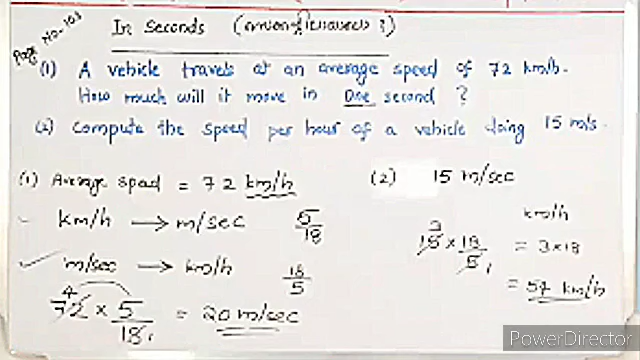 Page No. 103
In Seconds
(1) A vehicle travels at an average speed of 72 km/h.
How much will it move in One second ?
(2) Compute the speed per hour of a vehicle doing 15 m/s.
(1) Average speed = 72 km/h
km/h → m/sec 5/18
m/sec → km/h 18/5
72 4 × 5/18 1 = 20 m/sec
(2) 15 m/sec
km/h
15 3 × 18/5 1 = 3 × 18
= 54 km/h
PowerDirector